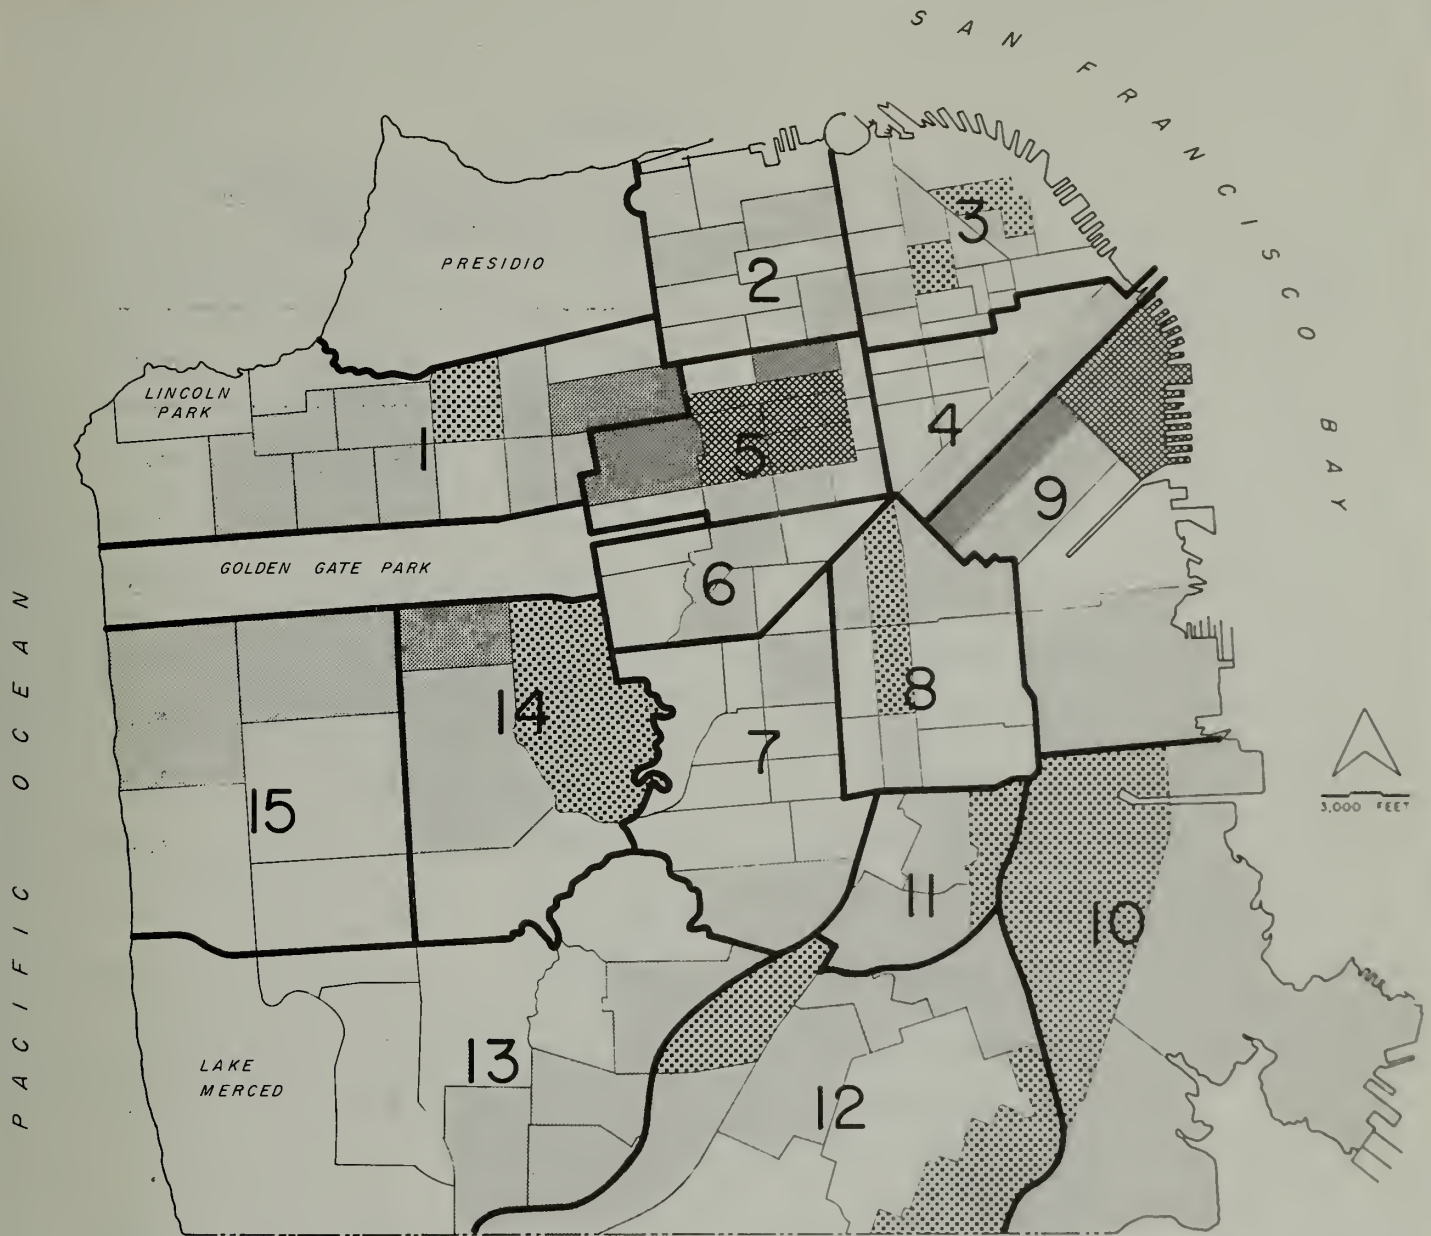 SAN FRANCISCO BAY
PRESIDIO
3
2
LINCOLN
PARK
1
5
4
9
GOLDEN GATE PARK
6
PACIFIC OCEAN
14
8
7
15
3,000 FEET
11
10
LAKE
MERCED
13
12